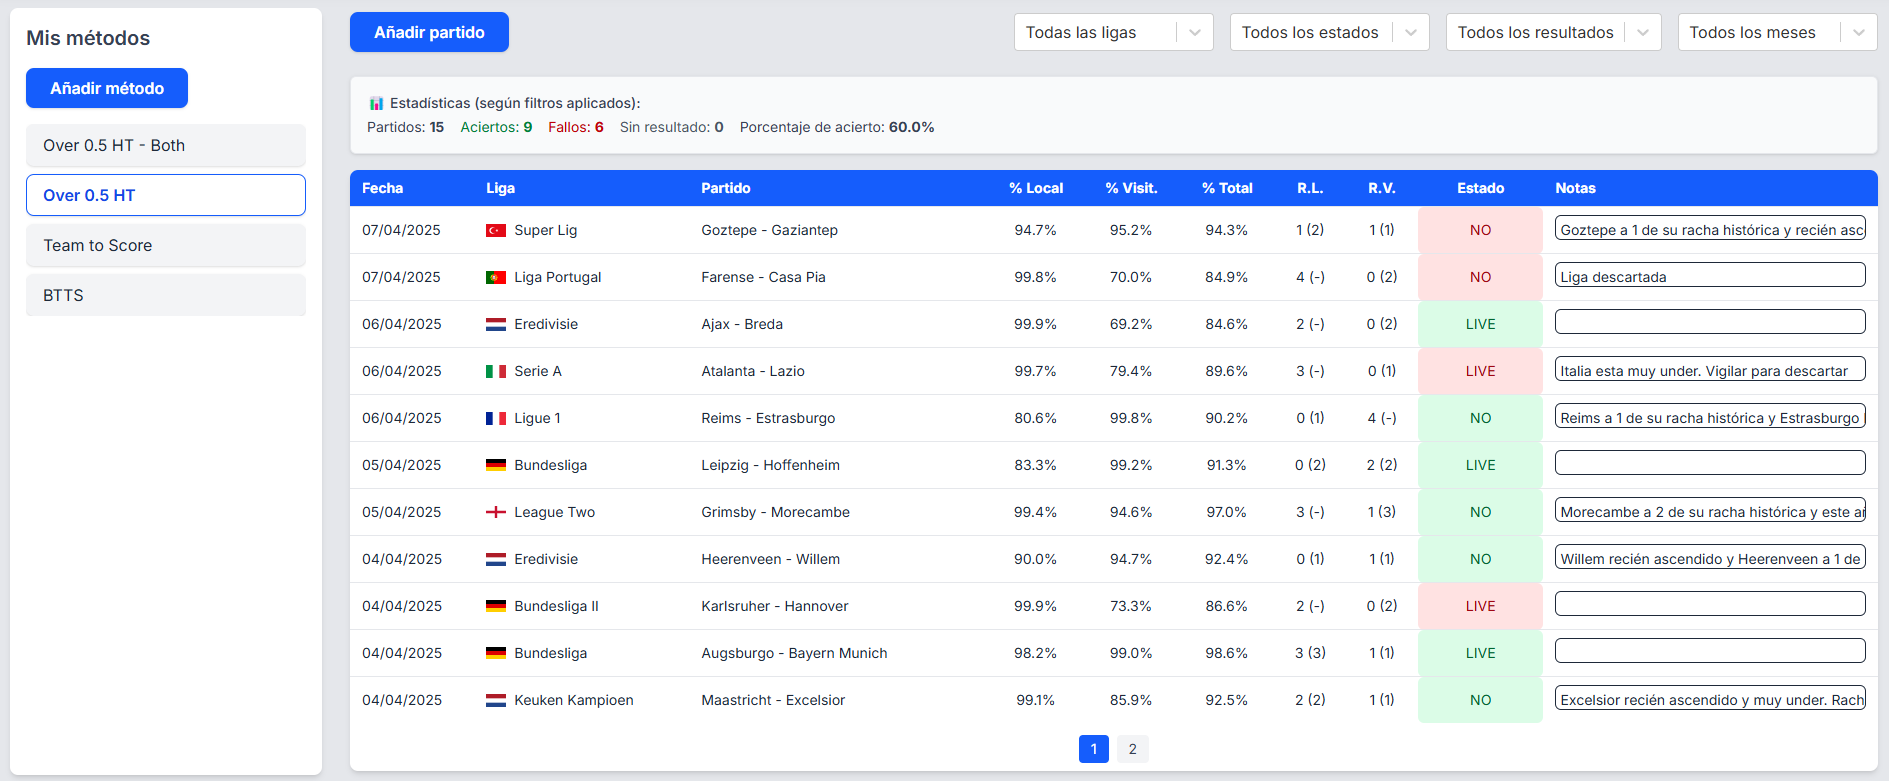 Mis métodos
Añadir método
Over 0.5 HT - Both
Over 0.5 HT
Team to Score
BTTS
Añadir partido
Todas las ligas
Todos los estados
Todos los resultados
Todos los meses
Estadísticas (según filtros aplicados):
Partidos: 15 Aciertos: 9 Fallos: 6 Sin resultado: 0 Porcentaje de acierto: 60.0%
Fecha Liga Partido % Local % Visit. % Total R.L. R.V. Estado Notas
07/04/2025 Super Lig Goztepe - Gaziantep 94.7% 95.2% 94.3% 1 (2) 1 (1) NO Goztepe a 1 de su racha histórica y recién asc
07/04/2025 Liga Portugal Farense - Casa Pia 99.8% 70.0% 84.9% 4 (-) 0 (2) NO Liga descartada
06/04/2025 Eredivisie Ajax - Breda 99.9% 69.2% 84.6% 2 (-) 0 (2) LIVE
06/04/2025 Serie A Atalanta - Lazio 99.7% 79.4% 89.6% 3 (-) 0 (1) LIVE Italia esta muy under. Vigilar para descartar
06/04/2025 Ligue 1 Reims - Estrasburgo 80.6% 99.8% 90.2% 0 (1) 4 (-) NO Reims a 1 de su racha histórica y Estrasburgo
05/04/2025 Bundesliga Leipzig - Hoffenheim 83.3% 99.2% 91.3% 0 (2) 2 (2) LIVE
05/04/2025 League Two Grimsby - Morecambe 99.4% 94.6% 97.0% 3 (-) 1 (3) NO Morecambe a 2 de su racha histórica y este
04/04/2025 Eredivisie Heerenveen - Willem 90.0% 94.7% 92.4% 0 (1) 1 (1) NO Willem recién ascendido y Heerenveen a 1 de
04/04/2025 Bundesliga II Karlsruher - Hannover 99.9% 73.3% 86.6% 2 (-) 0 (2) LIVE
04/04/2025 Bundesliga Augsburgo - Bayern Munich 98.2% 99.0% 98.6% 3 (3) 1 (1) LIVE
04/04/2025 Keuken Kampioen Maastricht - Excelsior 99.1% 85.9% 92.5% 2 (2) 1 (1) NO Excelsior recién ascendido y muy under. Rach
1 2